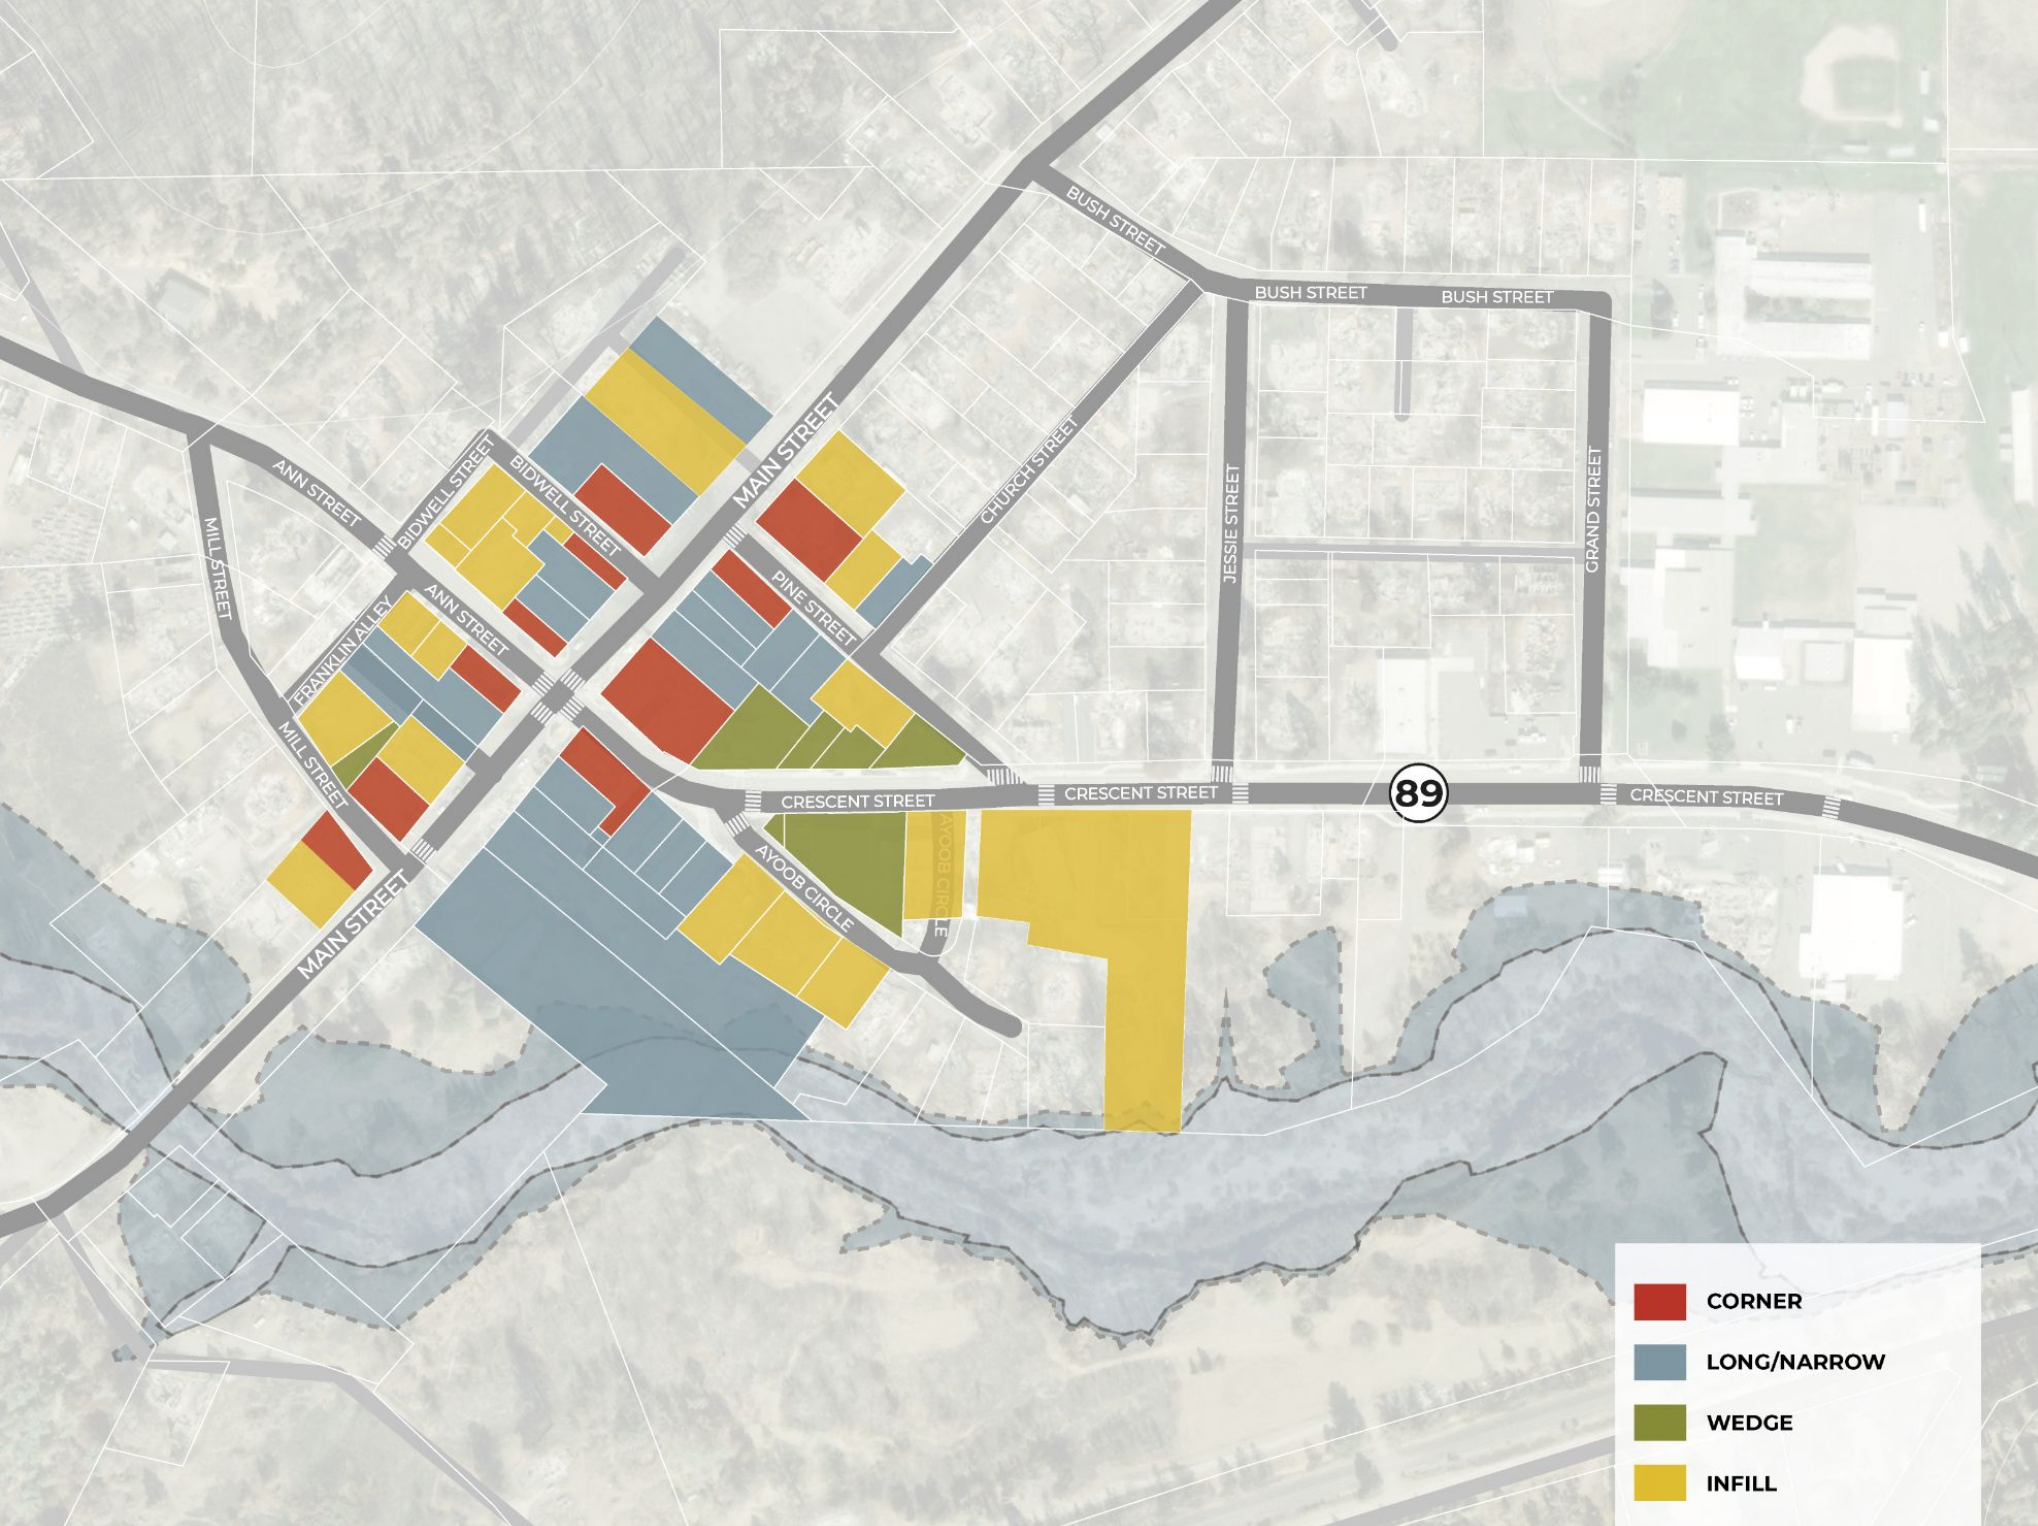 BUSH STREET
BUSH STREET
BUSH STREET
MAIN STREET
CHURCH STREET
BIDWELL STREET
BIDWELL STREET
ANN STREET
MILL STREET
JESSIE STREET
GRAND STREET
PINE STREET
ANN STREET
FRANKLIN ALLEY
MILL STREET
CRESCENT STREET
CRESCENT STREET
89
CRESCENT STREET
AYOOB CIRCLE
AYOOB CIRCLE
MAIN STREET
CORNER
LONG/NARROW
WEDGE
INFILL